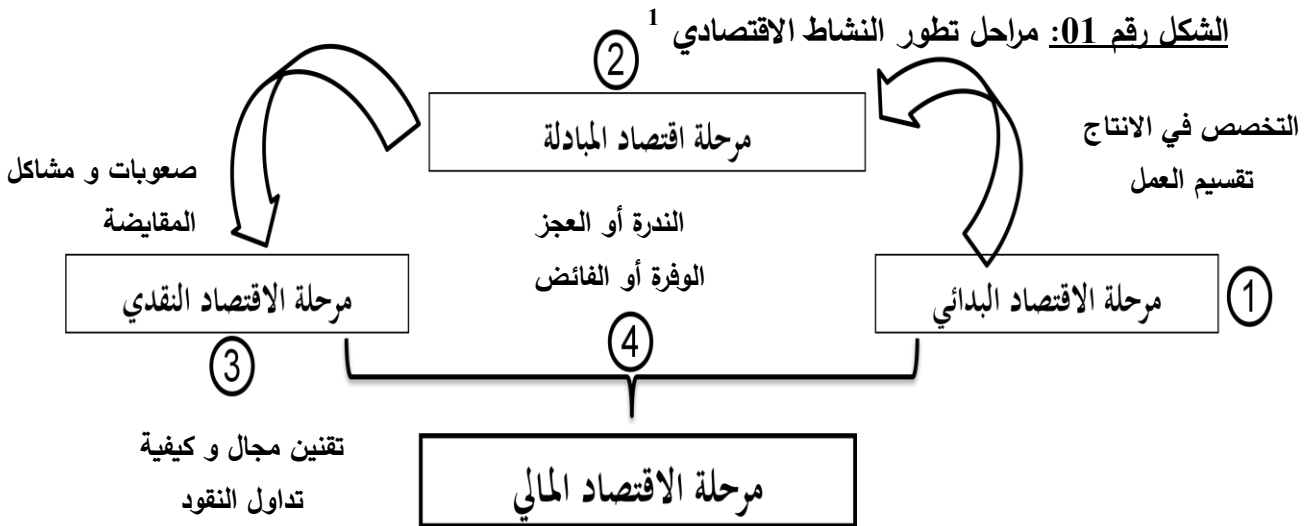 الشكل رقم 01: مراحل تطور النشاط الاقتصادي 1
2
مرحلة اقتصاد المبادلة
التخصص في الانتاج
تقسيم العمل
صعوبات و مشاكل
المقايضة
الندرة أو العجز
الوفرة أو الفائض
1
مرحلة الاقتصاد البدائي
مرحلة الاقتصاد النقدي
4
3
تقنين مجال و كيفية
تداول النقود
مرحلة الاقتصاد المالي